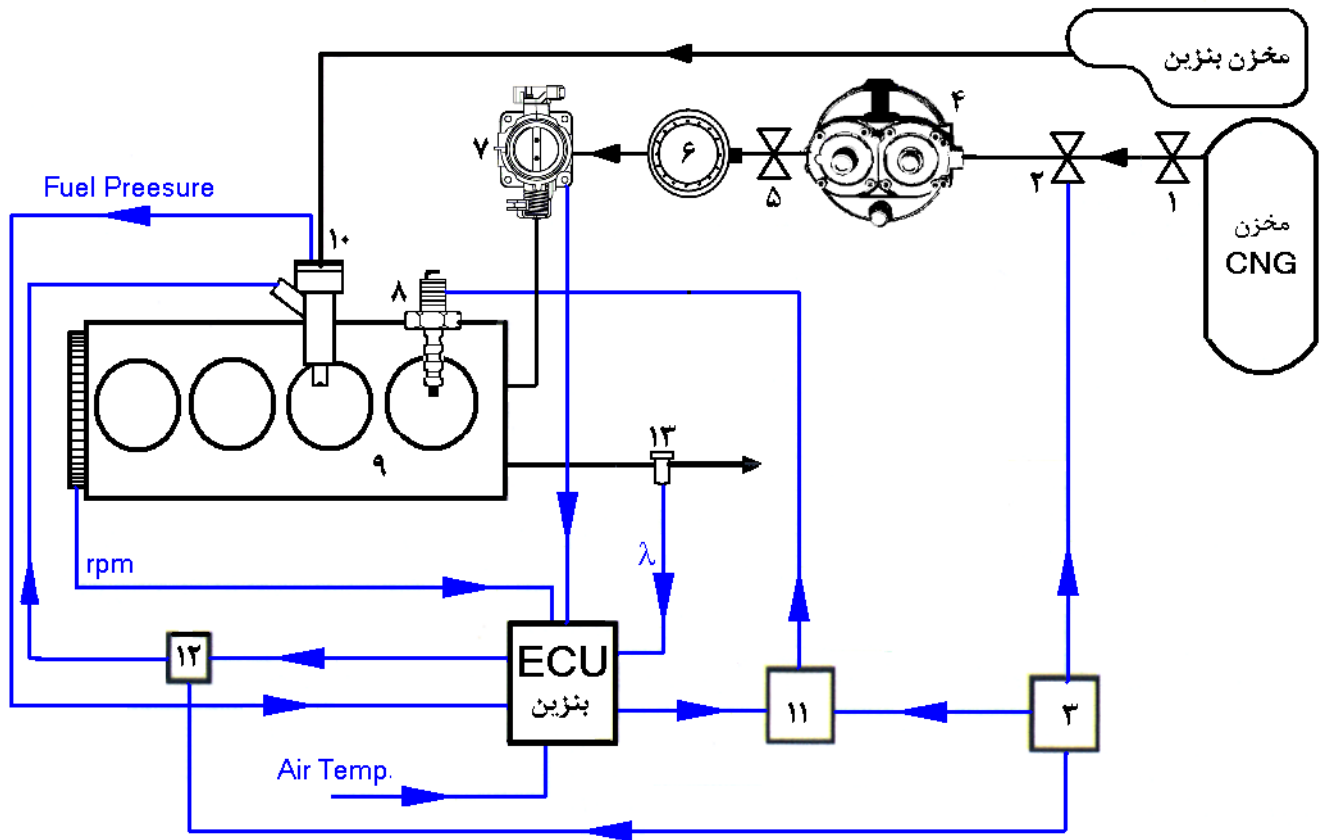 مخزن بنزین
۴
۷
۶
۵
۲
۱
مخزن
CNG
Fuel Preesure
۱۰
۸
۹
۱۳
λ
rpm
۱۲
ECU
بنزین
۱۱
۳
Air Temp.